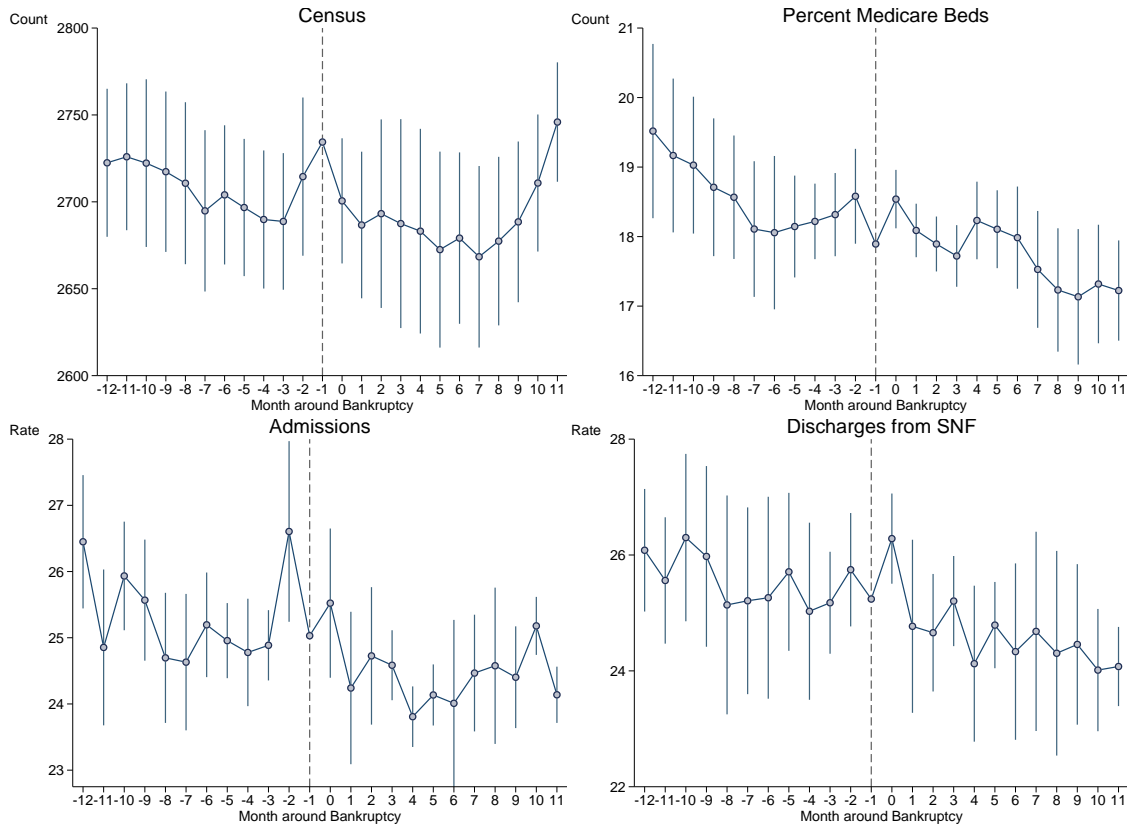 Census
Count
2800
2750
2700
2650
2600
-12 -11 -10 -9 -8 -7 -6 -5 -4 -3 -2 -1 0 1 2 3 4 5 6 7 8 9 10 11
Month around Bankruptcy
Percent Medicare Beds
Count
21
20
19
18
17
16
-12 -11 -10 -9 -8 -7 -6 -5 -4 -3 -2 -1 0 1 2 3 4 5 6 7 8 9 10 11
Month around Bankruptcy
Admissions
Rate
28
27
26
25
24
23
-12 -11 -10 -9 -8 -7 -6 -5 -4 -3 -2 -1 0 1 2 3 4 5 6 7 8 9 10 11
Month around Bankruptcy
Discharges from SNF
Rate
28
26
24
22
-12 -11 -10 -9 -8 -7 -6 -5 -4 -3 -2 -1 0 1 2 3 4 5 6 7 8 9 10 11
Month around Bankruptcy